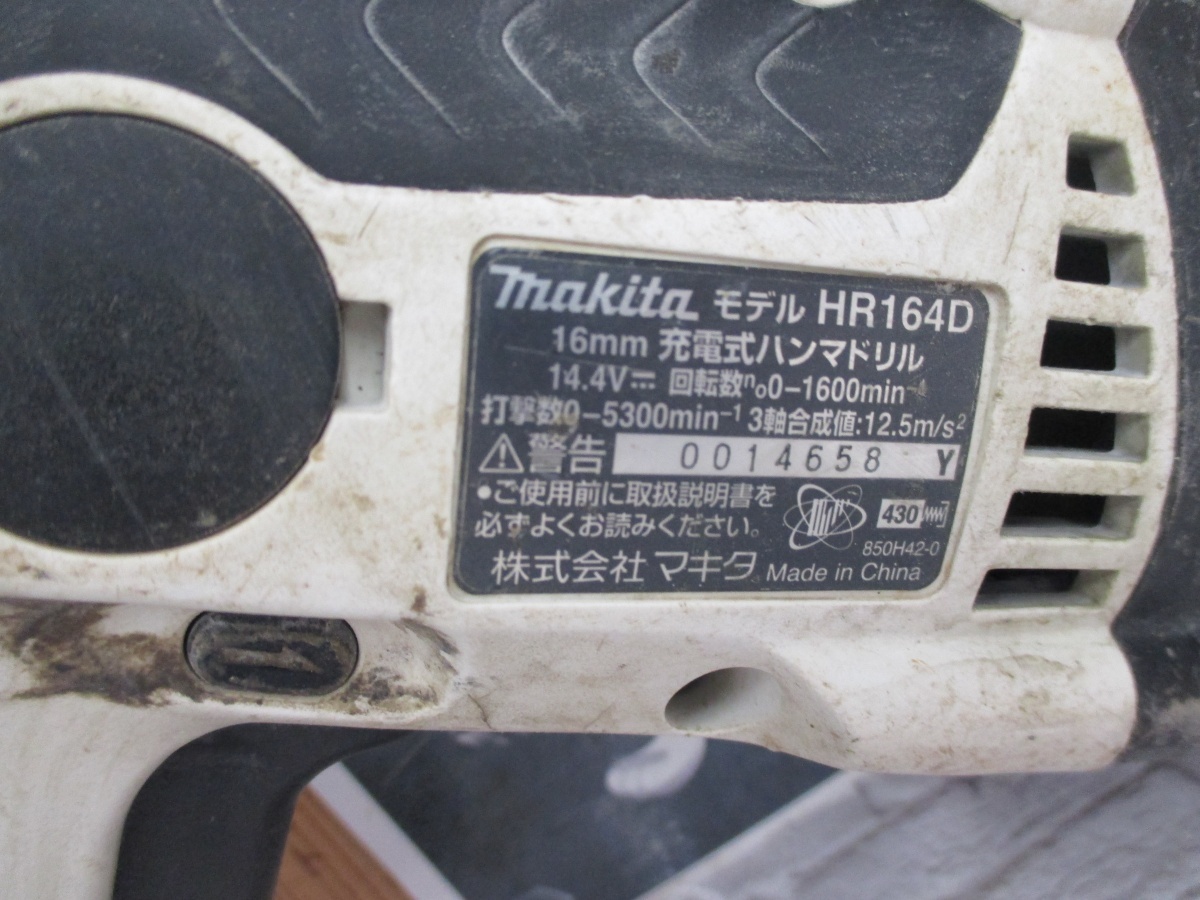 makita モデル HR164D
16mm 充電式ハンマドリル
14.4V⎓ 回転数n₀0-1600min⁻¹
打撃数0-5300min⁻¹ 3軸合成値:12.5m/s²
⚠警告 0014658 Y
●ご使用前に取扱説明書を
必ずよくお読みください。
430
850H42-0
株式会社マキタ Made in China